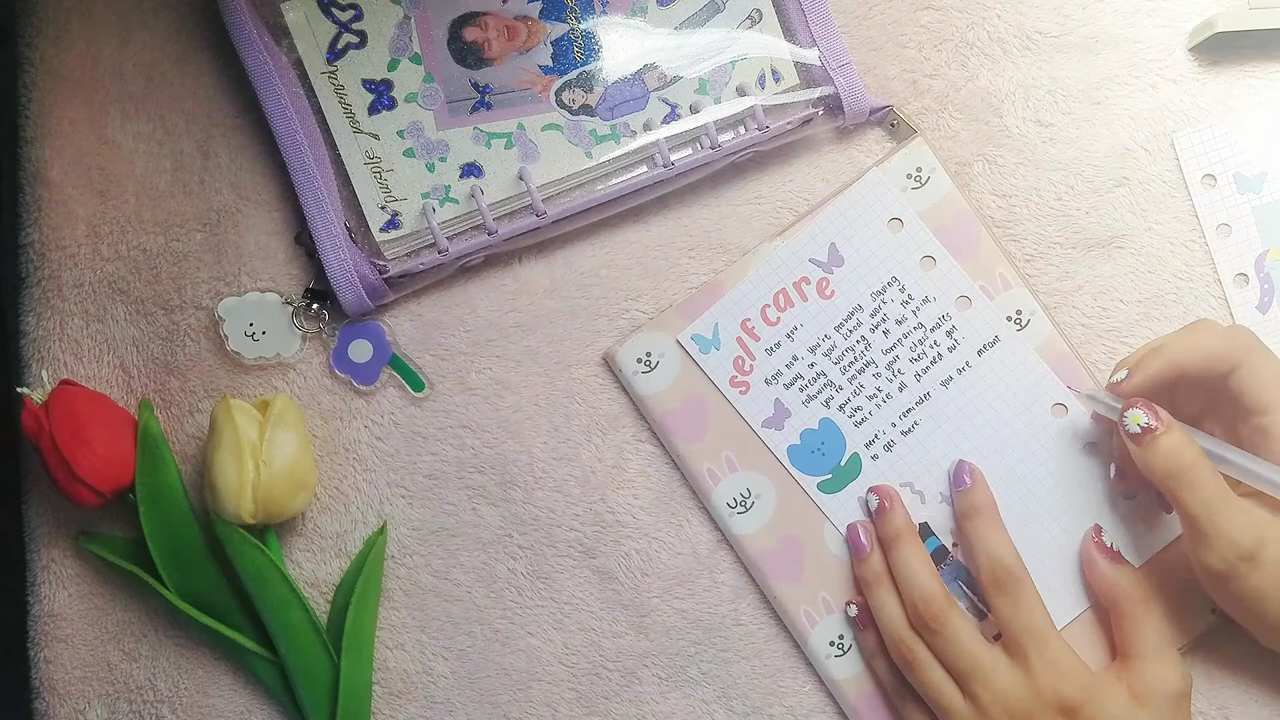 purple yourself
self care
Dear you,
Right now, you're probably slaving
away on your school work, or
already worrying about the
following semester. At this point,
you're probably comparing
yourself to your classmates
who look like they've got
their lives all planned out.
Here's a reminder: you are meant
to get there.